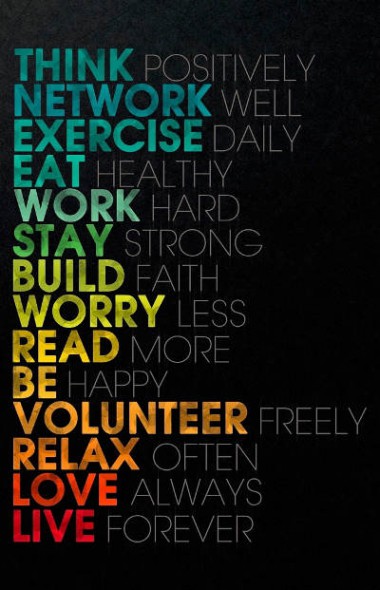 THINK POSITIVELY
NETWORK WELL
EXERCISE DAILY
EAT HEALTHY
WORK HARD
STAY STRONG
BUILD FAITH
WORRY LESS
READ MORE
BE HAPPY
VOLUNTEER FREELY
RELAX OFTEN
LOVE ALWAYS
LIVE FOREVER